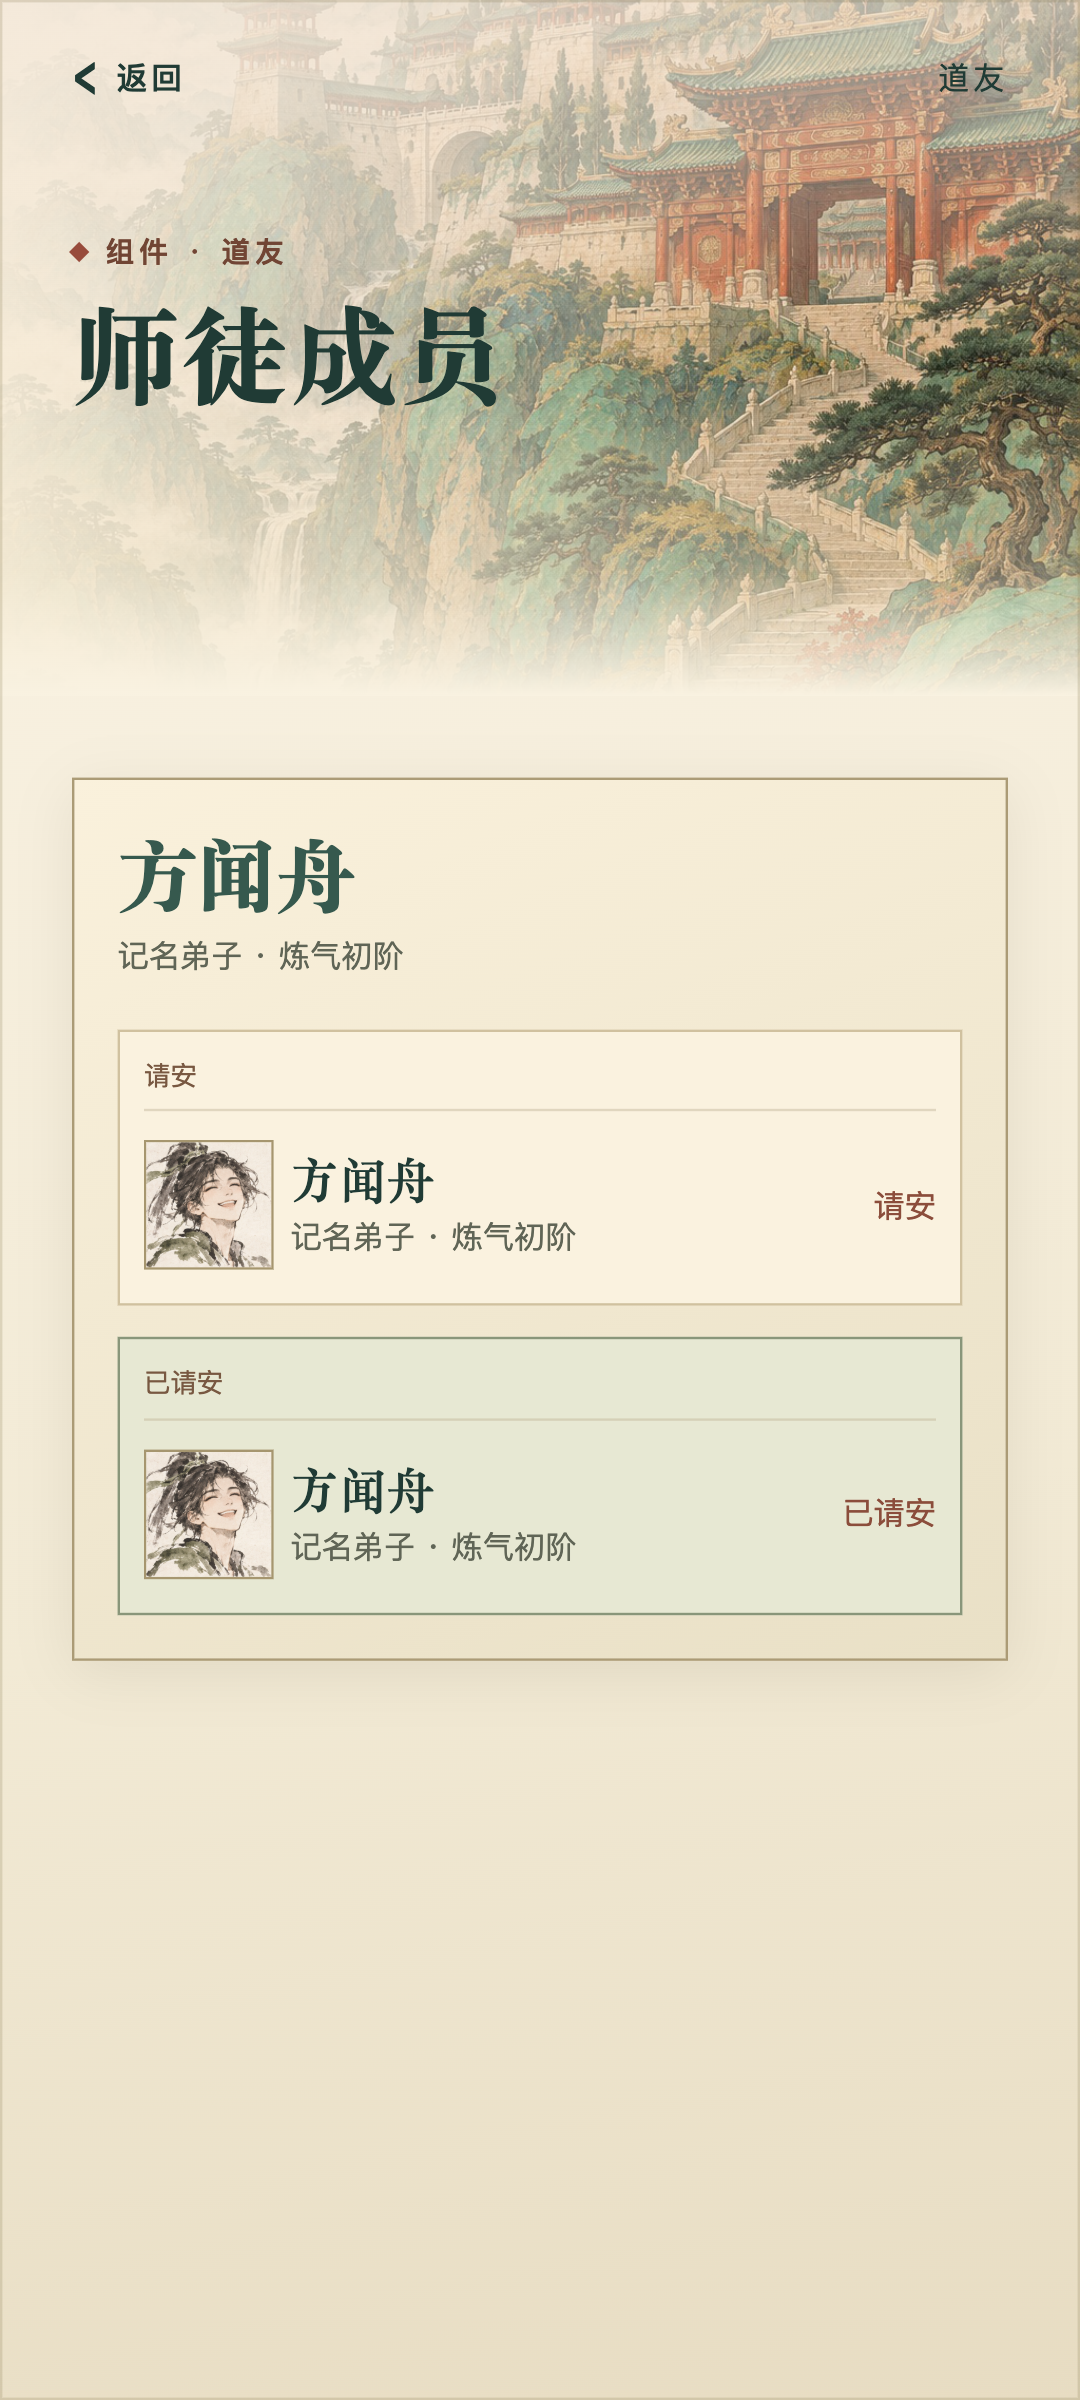 返回
道友
组件 · 道友
师徒成员
方闻舟
记名弟子 · 炼气初阶
请安
方闻舟
记名弟子 · 炼气初阶
请安
已请安
方闻舟
记名弟子 · 炼气初阶
已请安